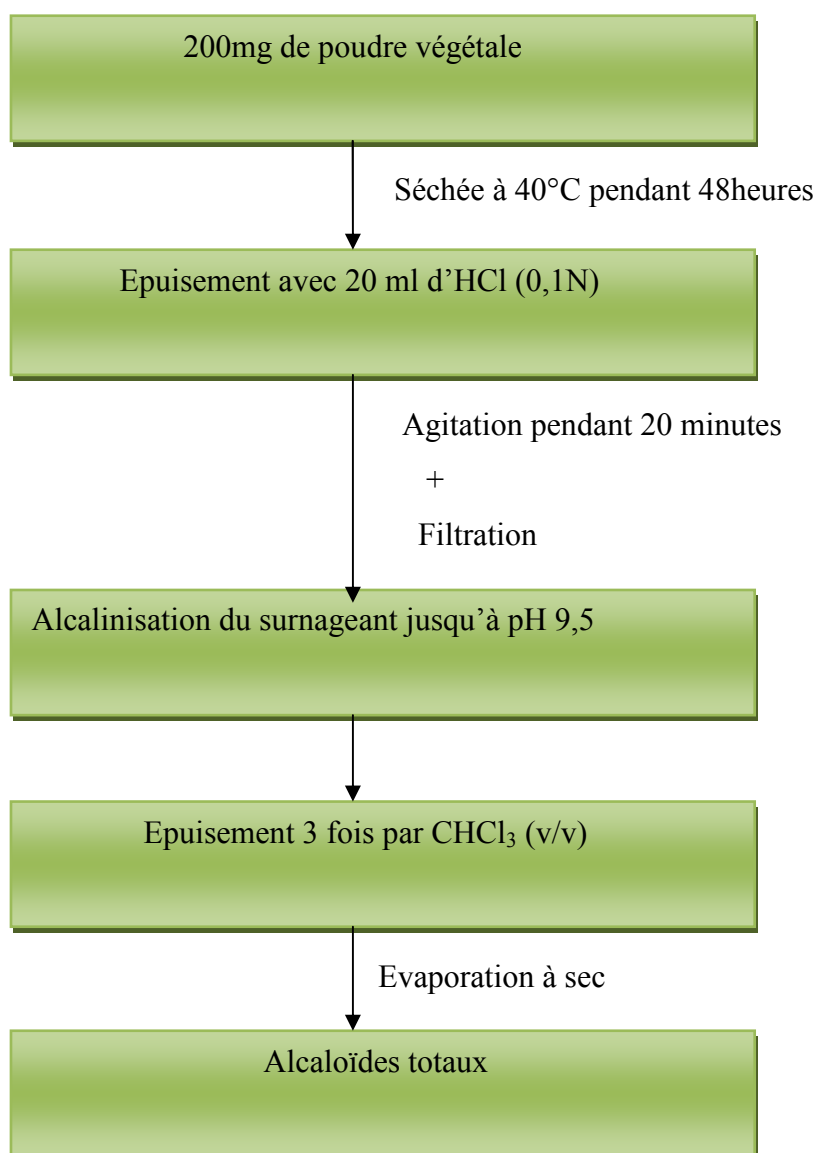 200mg de poudre végétale
Séchée à 40°C pendant 48heures
Epuisement avec 20 ml d’HCl (0,1N)
Agitation pendant 20 minutes
+
Filtration
Alcalinisation du surnageant jusqu’à pH 9,5
Epuisement 3 fois par CHCl₃ (v/v)
Evaporation à sec
Alcaloïdes totaux